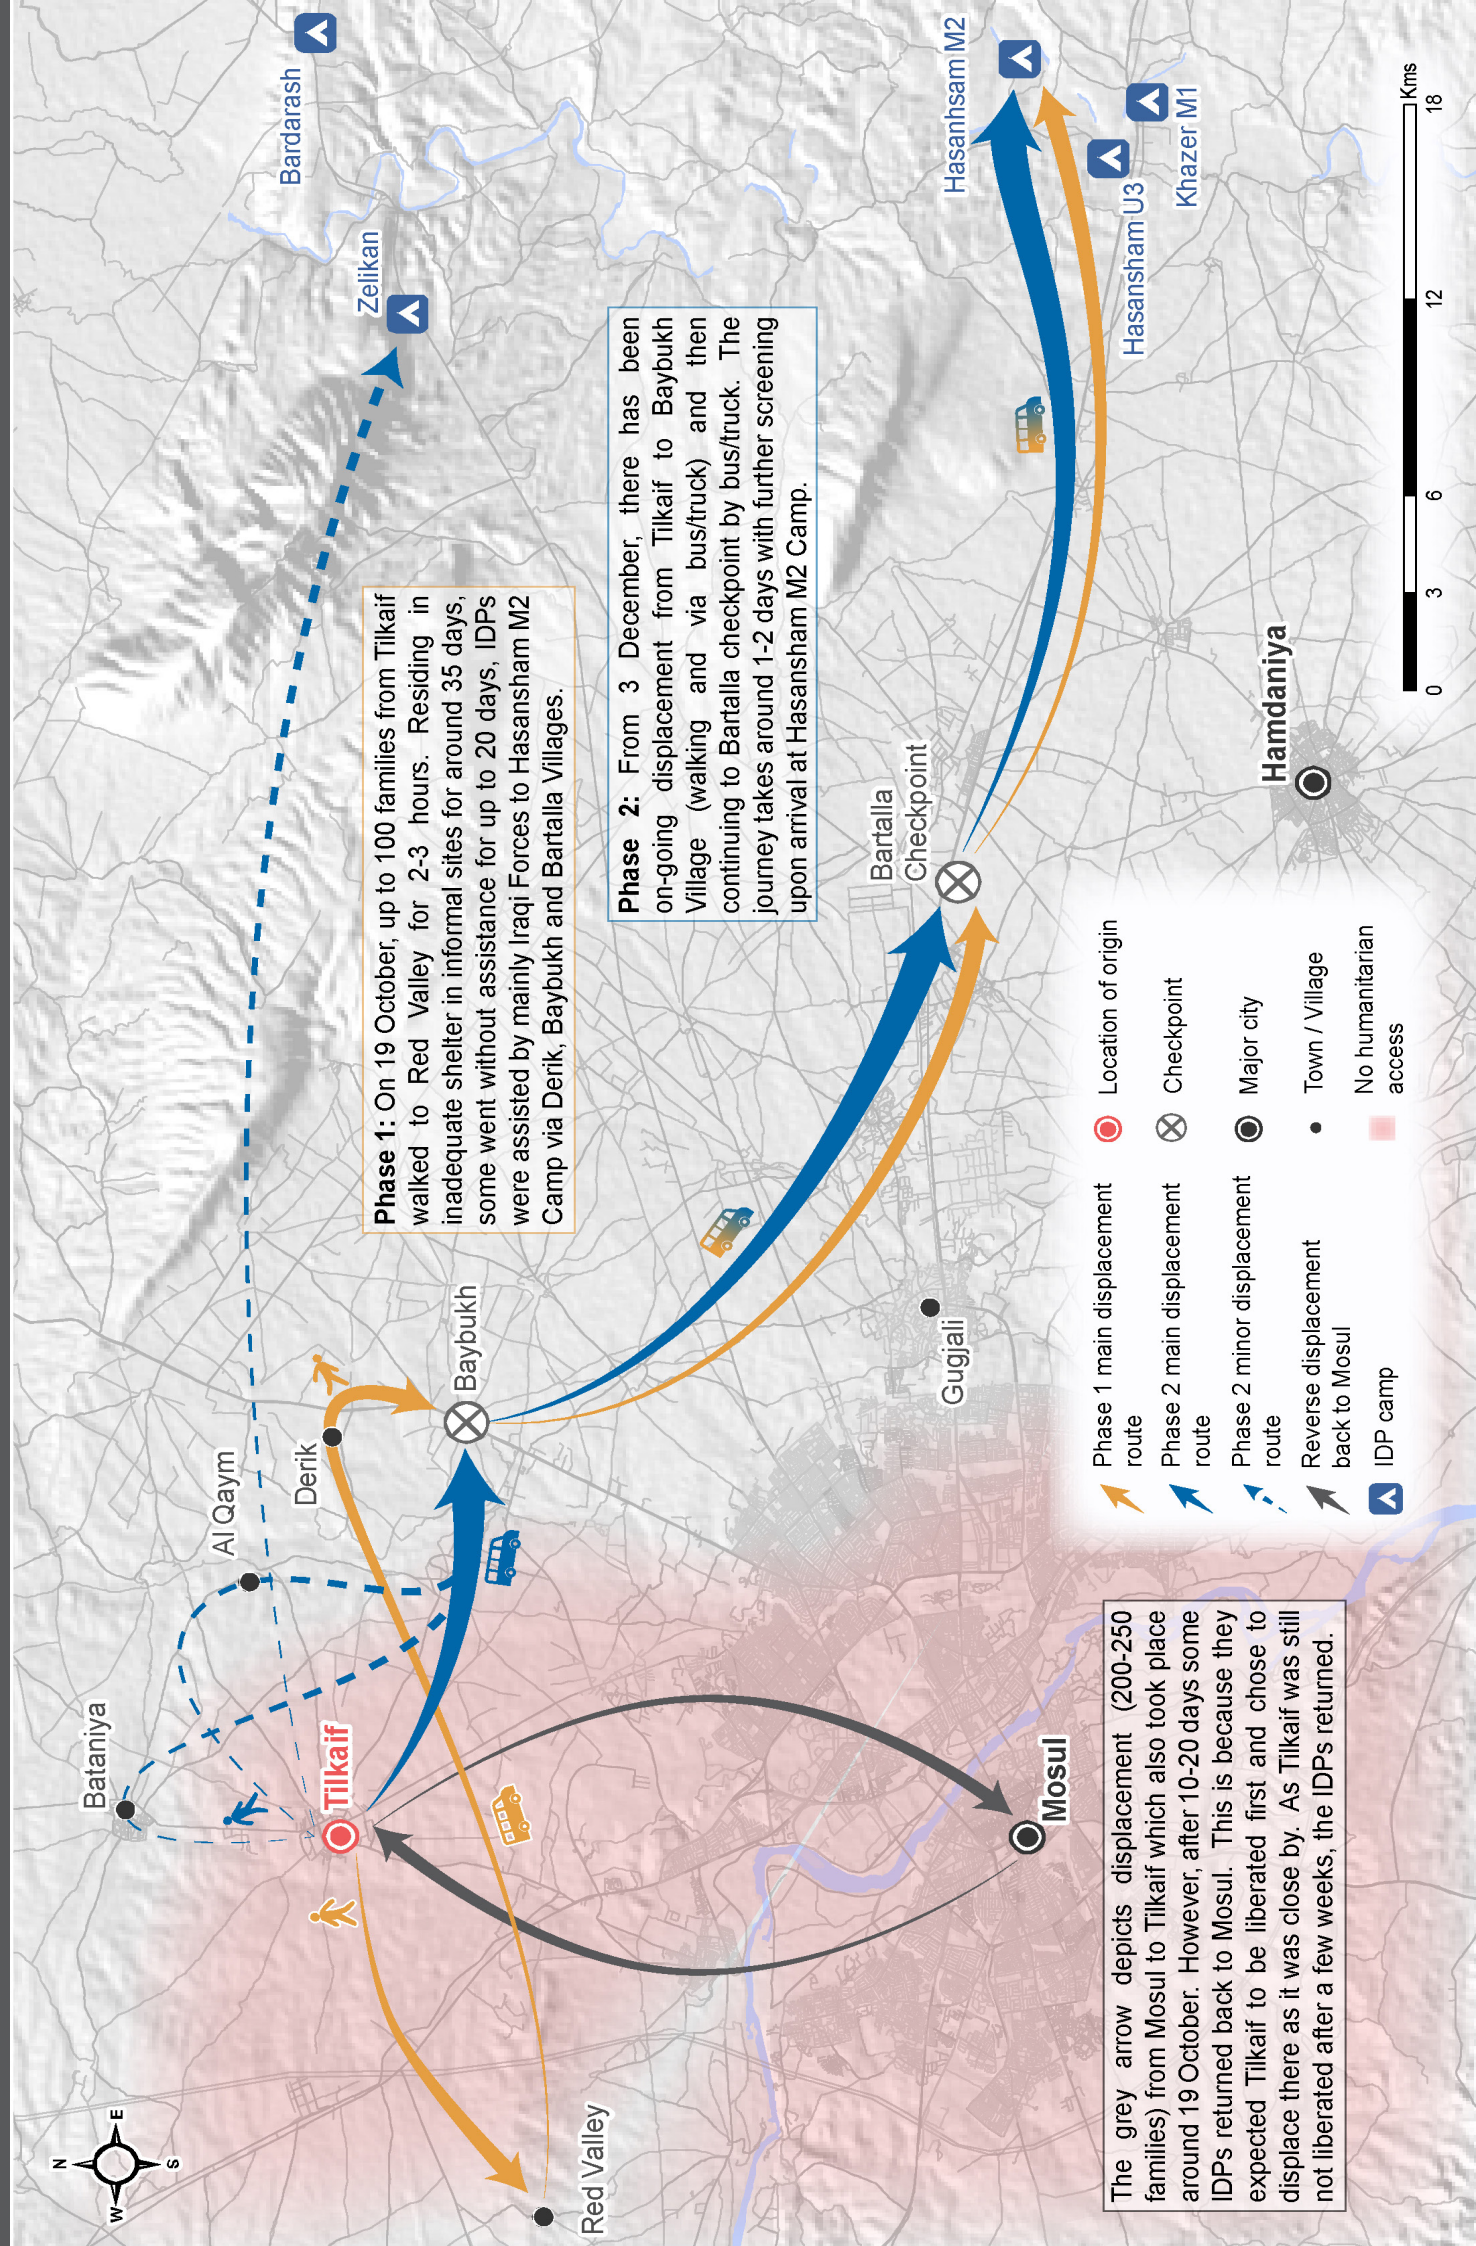 Bardarash
Zelikan
Bataniya
Al Qaym
Derik
Tilkaif
Baybukh
Red Valley
Phase 1: On 19 October, up to 100 families from Tilkaif
walked to Red Valley for 2-3 hours. Residing in
inadequate shelter in informal sites for around 35 days,
some went without assistance for up to 20 days, IDPs
were assisted by mainly Iraqi Forces to Hasansham M2
Camp via Derik, Baybukh and Bartalla Villages.
Phase 2: From 3 December, there has been
on-going displacement from Tilkaif to Baybukh
Village (walking and via bus/truck) and then
continuing to Bartalla checkpoint by bus/truck. The
journey takes around 1-2 days with further screening
upon arrival at Hasansham M2 Camp.
Hasanhsam M2
Hasansham U3
Khazer M1
Bartalla
Checkpoint
Gugjali
Mosul
Hamdaniya
The grey arrow depicts displacement (200-250
families) from Mosul to Tilkaif which also took place
around 19 October. However, after 10-20 days some
IDPs returned back to Mosul. This is because they
expected Tilkaif to be liberated first and chose to
displace there as it was close by. As Tilkaif was still
not liberated after a few weeks, the IDPs returned.
Phase 1 main displacement
route
Phase 2 main displacement
route
Phase 2 minor displacement
route
Reverse displacement
back to Mosul
IDP camp
Location of origin
Checkpoint
Major city
Town / Village
No humanitarian
access
N
W E
S
Kms
0 3 6 12 18